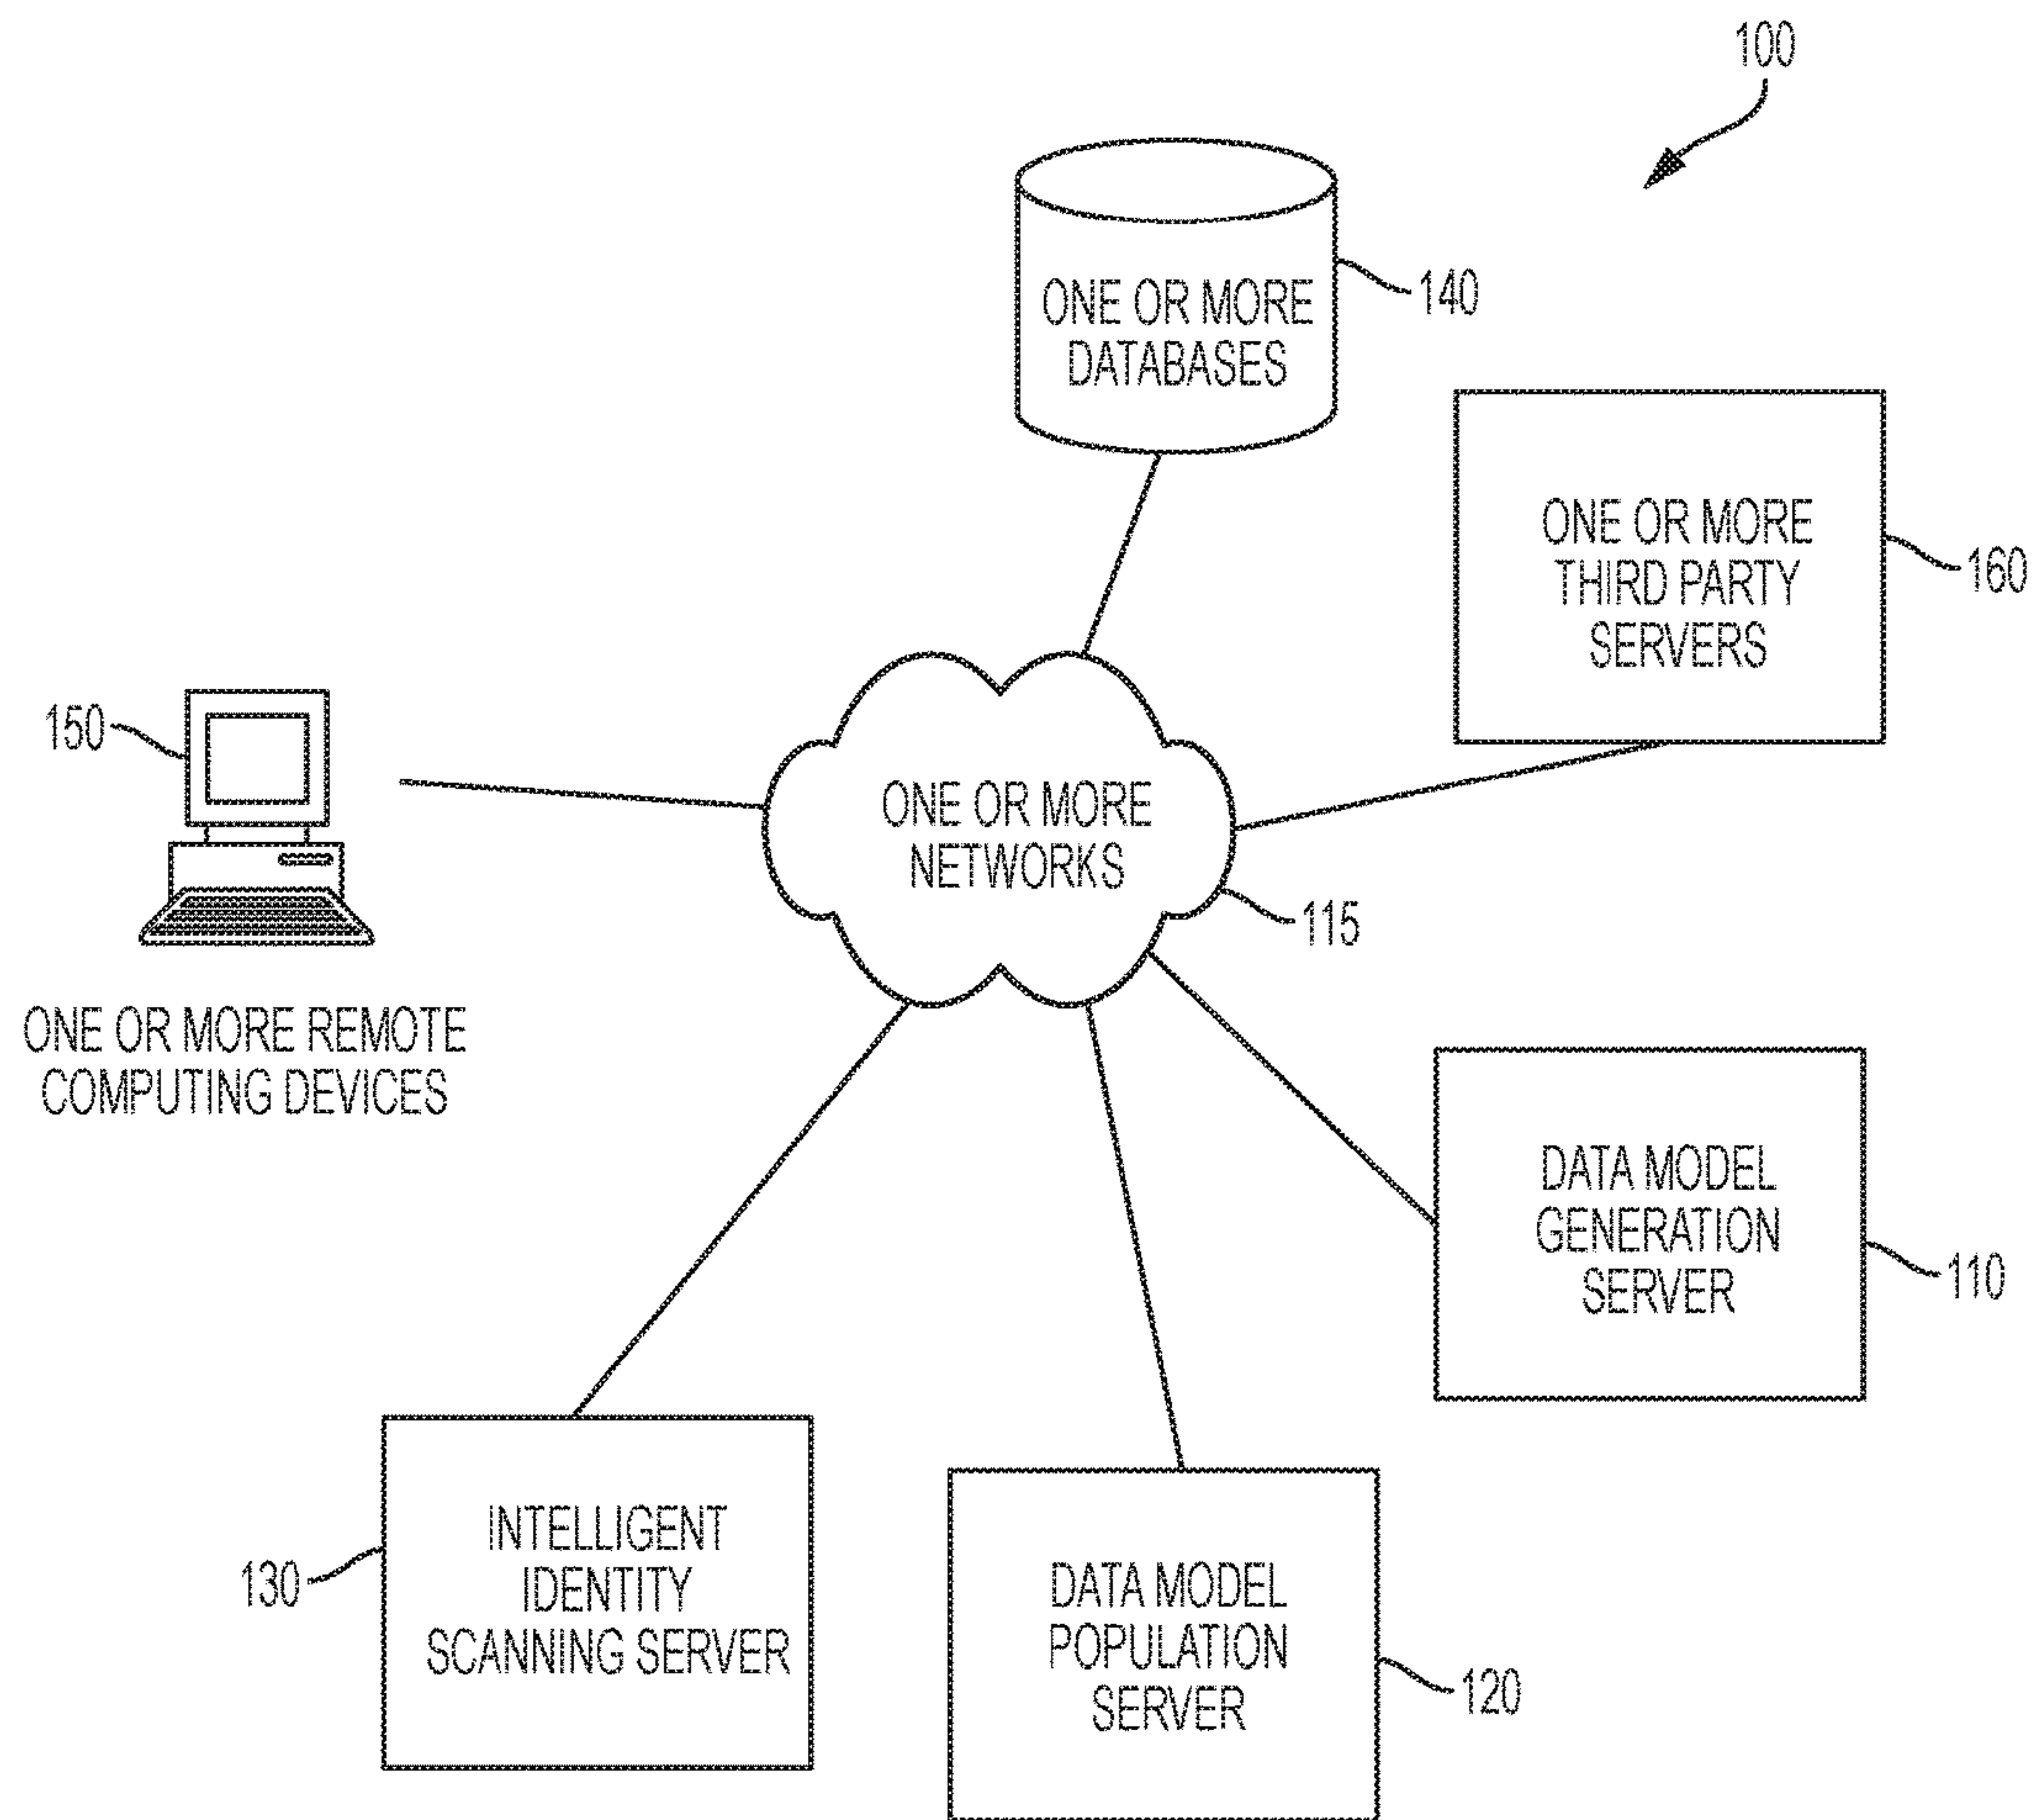 100
ONE OR MORE
DATABASES
140
ONE OR MORE
THIRD PARTY
SERVERS
160
150
ONE OR MORE REMOTE
COMPUTING DEVICES
ONE OR MORE
NETWORKS
115
DATA MODEL
GENERATION
SERVER
110
INTELLIGENT
IDENTITY
SCANNING SERVER
130
DATA MODEL
POPULATION
SERVER
120